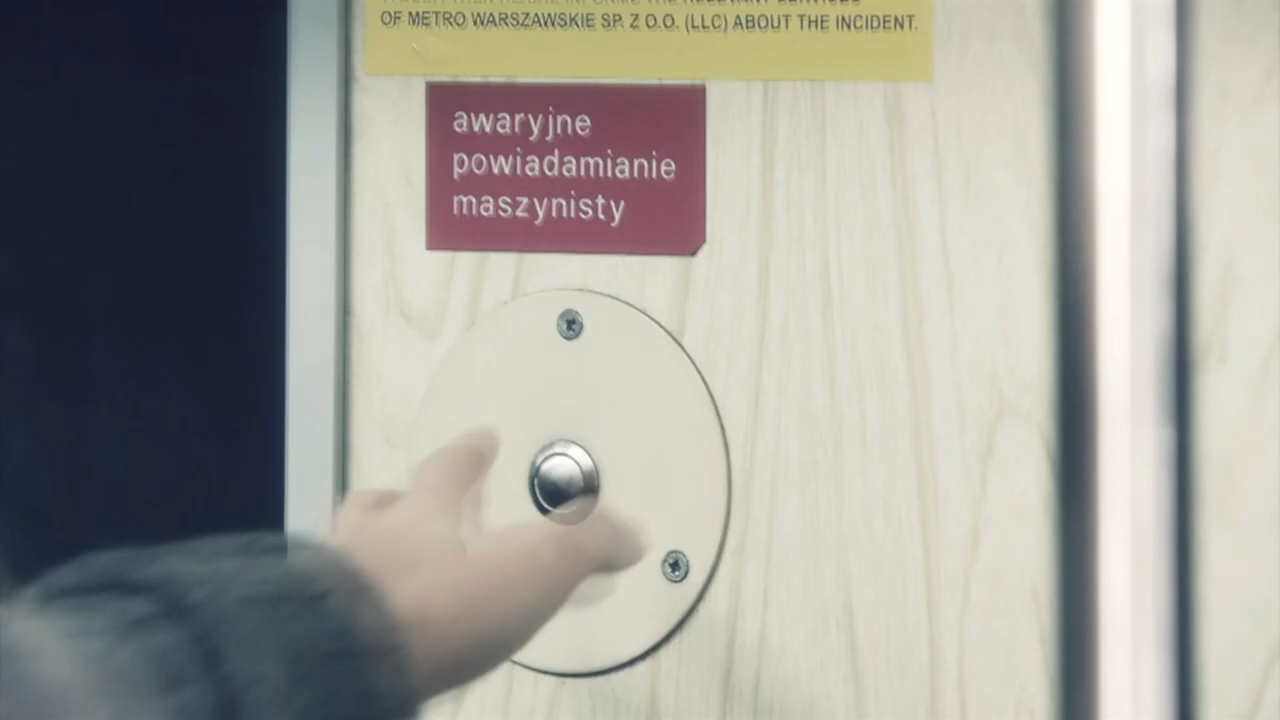 OF METRO WARSZAWSKIE SP. Z O.O. (LLC) ABOUT THE INCIDENT.
awaryjne
powiadamianie
maszynisty